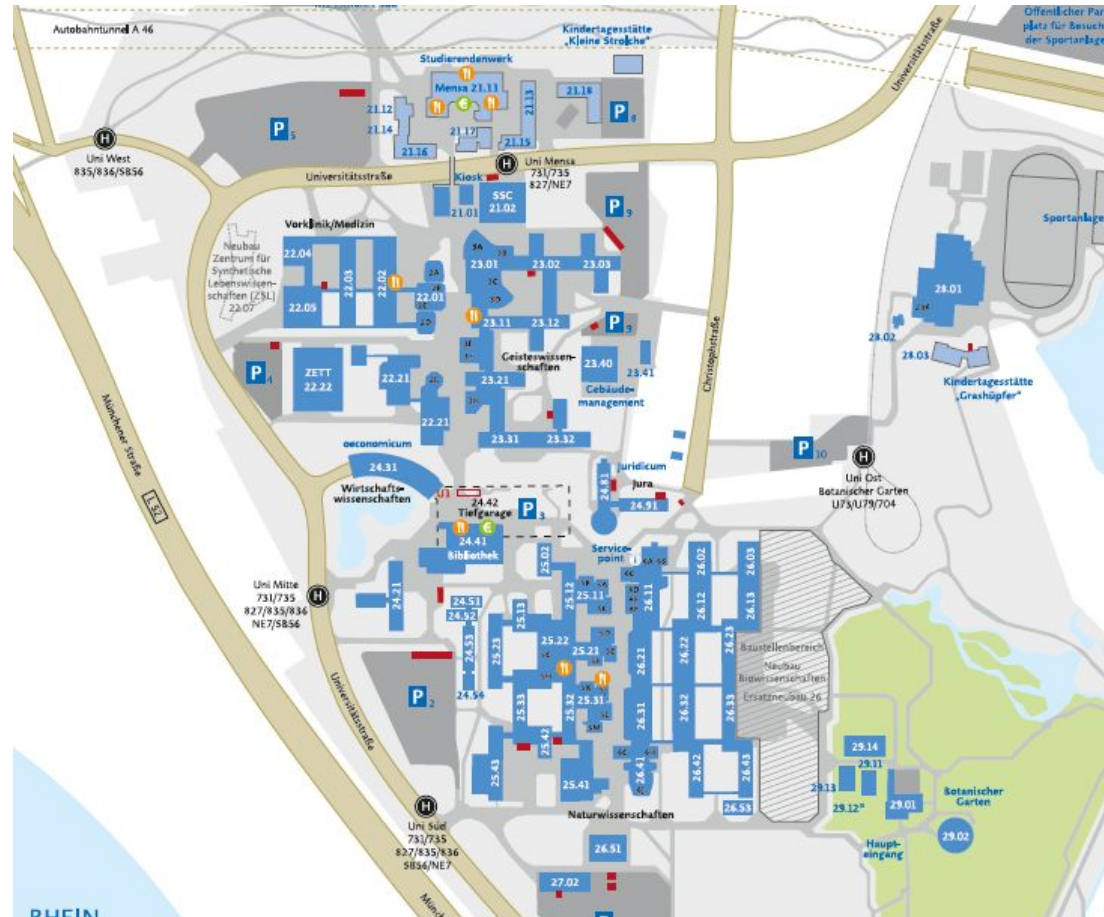 Autobahntunnel A 46
Kindertagesstätte
„Kleine Strolche“
Öffentlicher Par
platz für Besuch
der Sportanlage
Studierendenwerk
Mensa 21.11
€
21.12
21.14
21.16
21.17
21.13
21.15
21.18
P 5
P 8
H
Uni West
835/836/SB56
Universitätsstraße
Universitätsstraße
H
Uni Mensa
731/735
827/NE7
Kiosk
21.01
SSC
21.02
P 9
Vorklinik/Medizin
Neubau
Zentrum für
Synthetische
Lebenswissen-
schaften (ZSL)
22.07
22.04
22.03
22.02
22.05
22.01
2A
2D
3A
23.01
3C
3D
23.02
23.03
23.11
23.12
Geisteswissen-
schaften
P 9
23.40
23.41
Gebäude-
management
P 4
ZETT
22.22
22.21
22.21
23.21
23.31
23.32
Christophstraße
Sportanlage
28.01
28.02
28.03
Kindertagesstätte
„Grashüpfer“
Münchener Straße
L 52
oeconomicum
24.31
Wirtschafts-
wissenschaften
U1
24.42
Tiefgarage
P 3
€
24.41
Bibliothek
Juridicum
Jura
24.81
24.91
P 10
H
Uni Ost
Botanischer Garten
U73/U79/704
Service-
point
i
H
Uni Mitte
731/735
827/835/836
NE7/SB56
24.21
24.51
24.52
24.53
24.54
25.02
25.12
25.11
25.13
25.22
25.23
25.21
25.33
25.32
25.31
25.42
25.43
25.41
6A
6B
6C
26.11
26.02
26.03
26.12
26.13
26.21
26.22
26.23
26.31
26.32
26.33
26.41
26.42
26.43
26.53
Baustellenbereich
Neubau
Biowissenschaften
Ersatzneubau 26
P 2
Universitätsstraße
H
Uni Süd
731/735
827/835/836
SB56/NE7
Naturwissenschaften
26.51
27.02
29.14
29.11
29.13
29.12
29.01
29.02
Botanischer
Garten
Haupt-
eingang
RHEIN